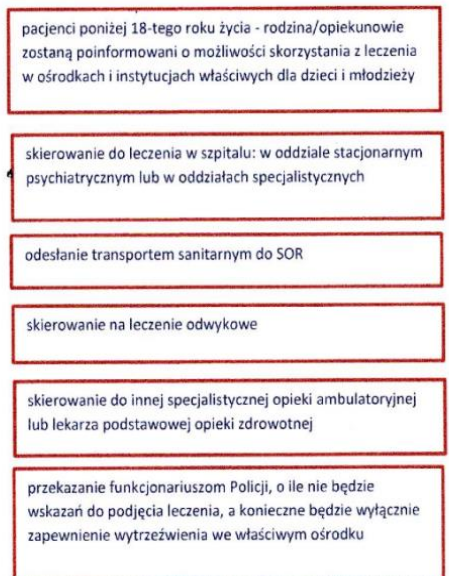 pacjenci poniżej 18-tego roku życia - rodzina/opiekunowie
zostaną poinformowani o możliwości skorzystania z leczenia
w ośrodkach i instytucjach właściwych dla dzieci i młodzieży
skierowanie do leczenia w szpitalu: w oddziale stacjonarnym
psychiatrycznym lub w oddziałach specjalistycznych
odesłanie transportem sanitarnym do SOR
skierowanie na leczenie odwykowe
skierowanie do innej specjalistycznej opieki ambulatoryjnej
lub lekarza podstawowej opieki zdrowotnej
przekazanie funkcjonariuszom Policji, o ile nie będzie
wskazań do podjęcia leczenia, a konieczne będzie wyłącznie
zapewnienie wytrzeźwienia we właściwym ośrodku